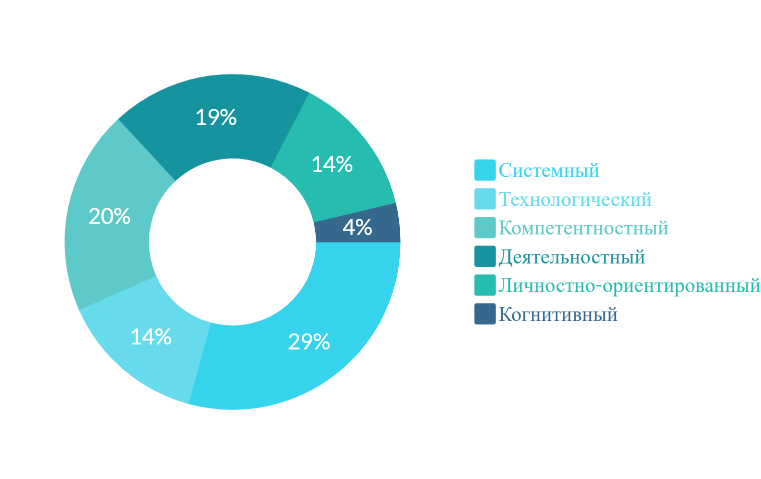 19%
14%
20%
4%
14%
29%
Системный
Технологический
Компетентностный
Деятельностный
Личностно-ориентированный
Когнитивный